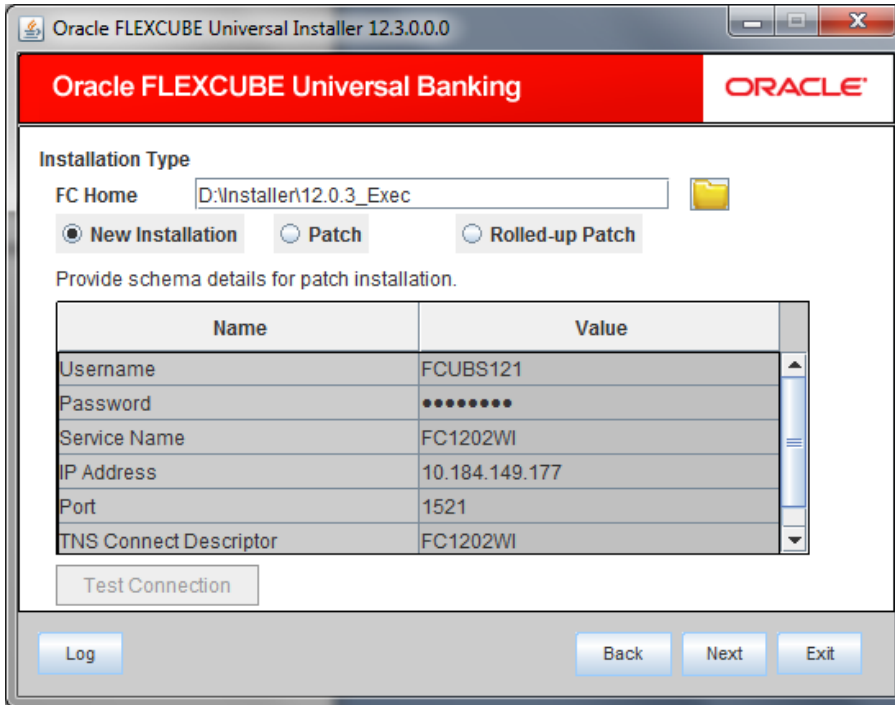 Oracle FLEXCUBE Universal Installer 12.3.0.0.0
Oracle FLEXCUBE Universal Banking ORACLE
Installation Type
FC Home D:\Installer\12.0.3_Exec
New Installation Patch Rolled-up Patch
Provide schema details for patch installation.
Name Value
Username FCUBS121
Password ••••••••
Service Name FC1202WI
IP Address 10.184.149.177
Port 1521
TNS Connect Descriptor FC1202WI
Test Connection
Log Back Next Exit